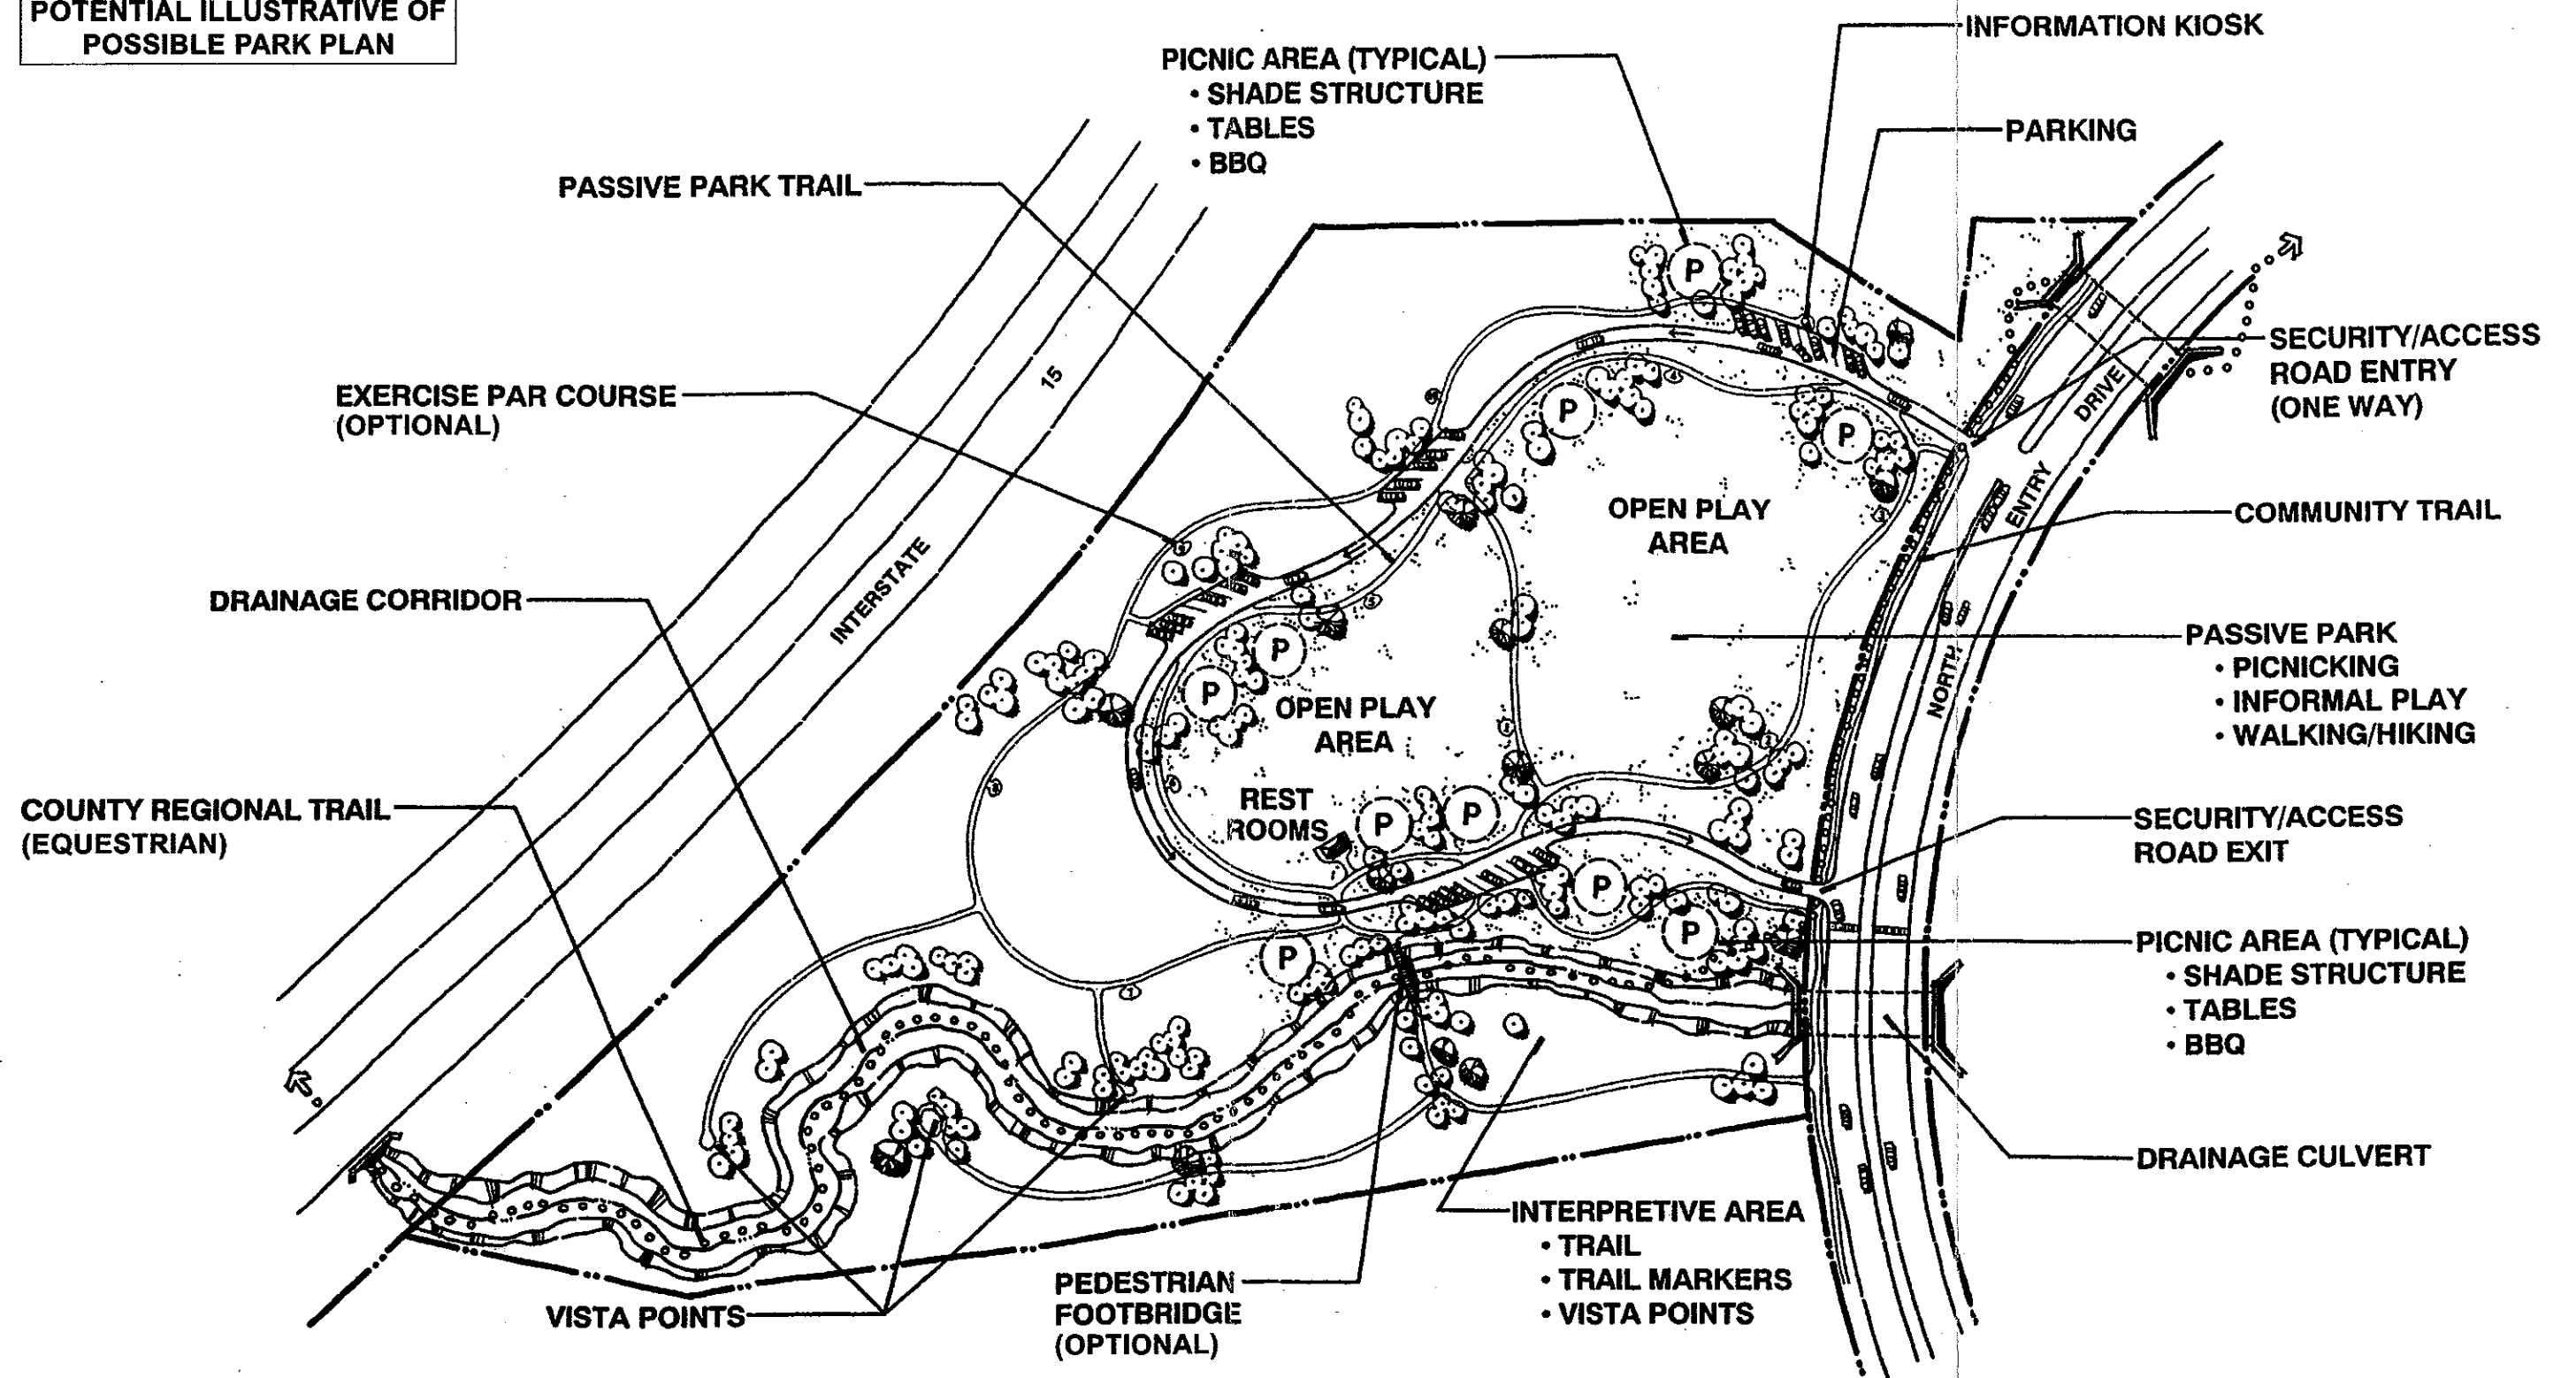 POTENTIAL ILLUSTRATIVE OF
POSSIBLE PARK PLAN
INFORMATION KIOSK
PICNIC AREA (TYPICAL)
• SHADE STRUCTURE
• TABLES
• BBQ
PARKING
PASSIVE PARK TRAIL
SECURITY/ACCESS
ROAD ENTRY
(ONE WAY)
EXERCISE PAR COURSE
(OPTIONAL)
15
INTERSTATE
P
P
P
OPEN PLAY
AREA
NORTH
ENTRY
DRIVE
COMMUNITY TRAIL
DRAINAGE CORRIDOR
PASSIVE PARK
• PICNICKING
• INFORMAL PLAY
• WALKING/HIKING
P
P
OPEN PLAY
AREA
REST
ROOMS
P
P
COUNTY REGIONAL TRAIL
(EQUESTRIAN)
SECURITY/ACCESS
ROAD EXIT
P
P
P
PICNIC AREA (TYPICAL)
• SHADE STRUCTURE
• TABLES
• BBQ
DRAINAGE CULVERT
INTERPRETIVE AREA
• TRAIL
• TRAIL MARKERS
• VISTA POINTS
PEDESTRIAN
FOOTBRIDGE
(OPTIONAL)
VISTA POINTS